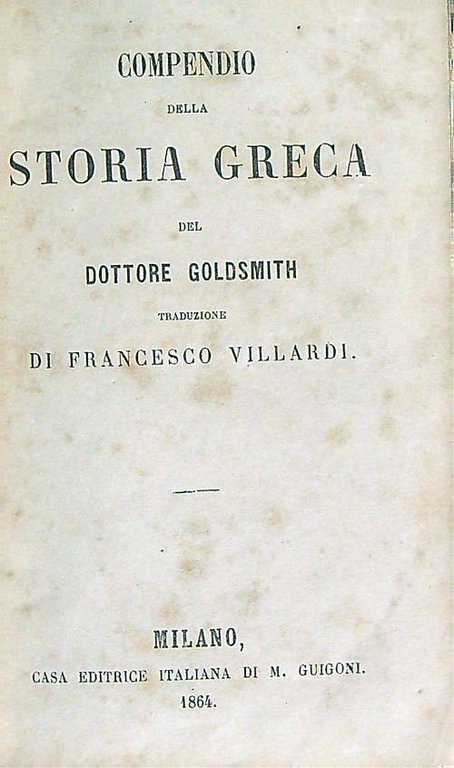 COMPENDIO
DELLA
STORIA GRECA
DEL
DOTTORE GOLDSMITH
TRADUZIONE
DI FRANCESCO VILLARDI.
MILANO,
CASA EDITRICE ITALIANA DI M. GUIGONI.
1864.